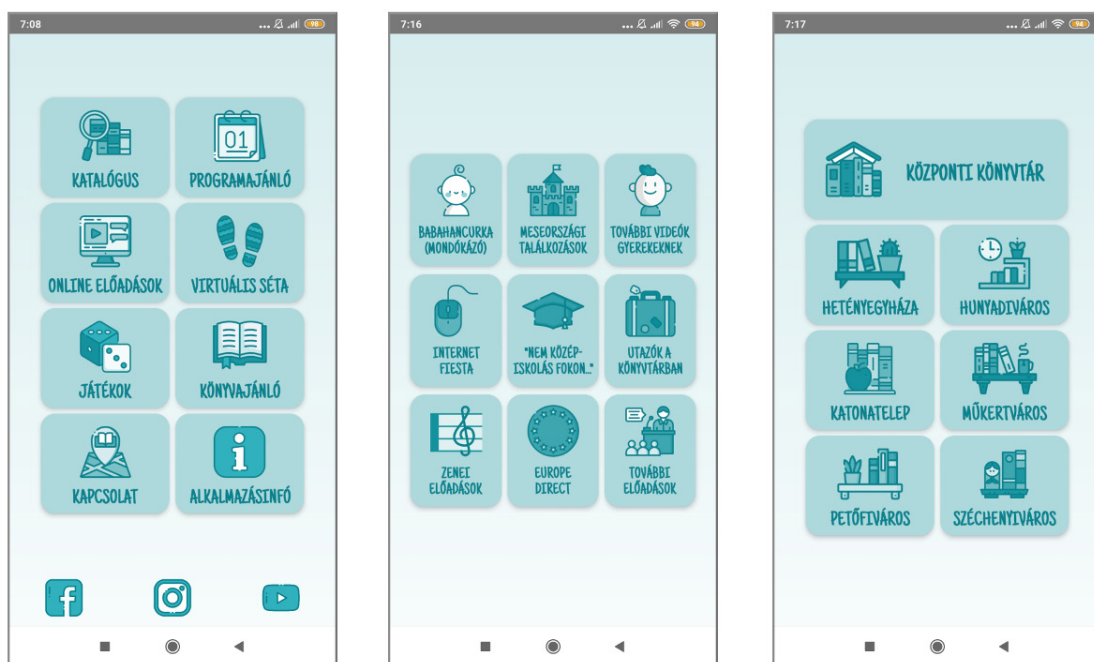 7:08
98
KATALÓGUS
PROGRAMAJÁNLÓ
01
ONLINE ELŐADÁSOK
VIRTUÁLIS SÉTA
JÁTÉKOK
KÖNYVAJÁNLÓ
KAPCSOLAT
ALKALMAZÁSINFÓ
7:16
94
BABAHANCURKA
(MONDÓKÁZÓ)
MESEORSZÁGI
TALÁLKOZÁSOK
TOVÁBBI VIDEÓK
GYEREKEKNEK
INTERNET
FIESTA
"NEM KÖZÉP-
ISKOLÁS FOKON..."
UTAZÓK A
KÖNYVTÁRBAN
ZENEI
ELŐADÁSOK
EUROPE
DIRECT
TOVÁBBI
ELŐADÁSOK
7:17
94
KÖZPONTI KÖNYVTÁR
HETÉNYEGYHÁZA
HUNYADIVÁROS
KATONATELEP
MŰKERTVÁROS
PETŐFIVÁROS
SZÉCHENYIVÁROS